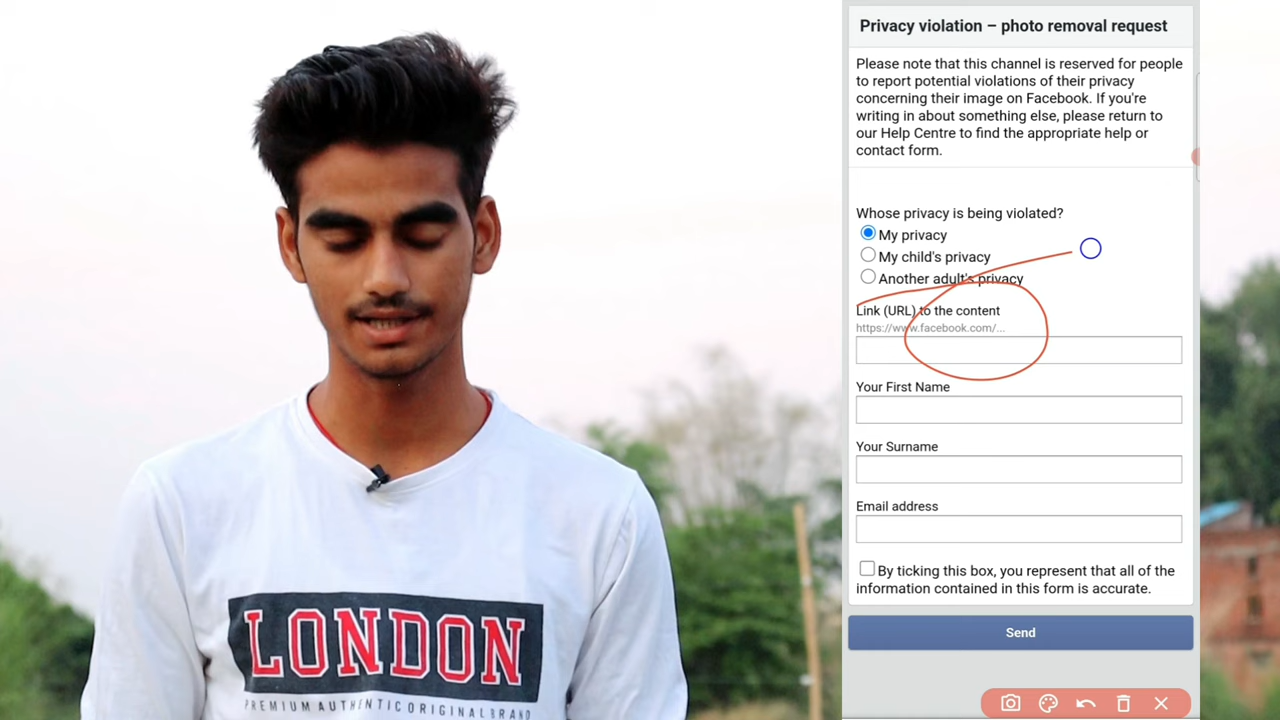 Privacy violation – photo removal request
Please note that this channel is reserved for people
to report potential violations of their privacy
concerning their image on Facebook. If you're
writing in about something else, please return to
our Help Centre to find the appropriate help or
contact form.
Whose privacy is being violated?
My privacy
My child's privacy
Another adult's privacy
Link (URL) to the content
https://www.facebook.com/...
Your First Name
Your Surname
Email address
By ticking this box, you represent that all of the
information contained in this form is accurate.
Send
LONDON
PREMIUM AUTHENTIC ORIGINAL BRAND